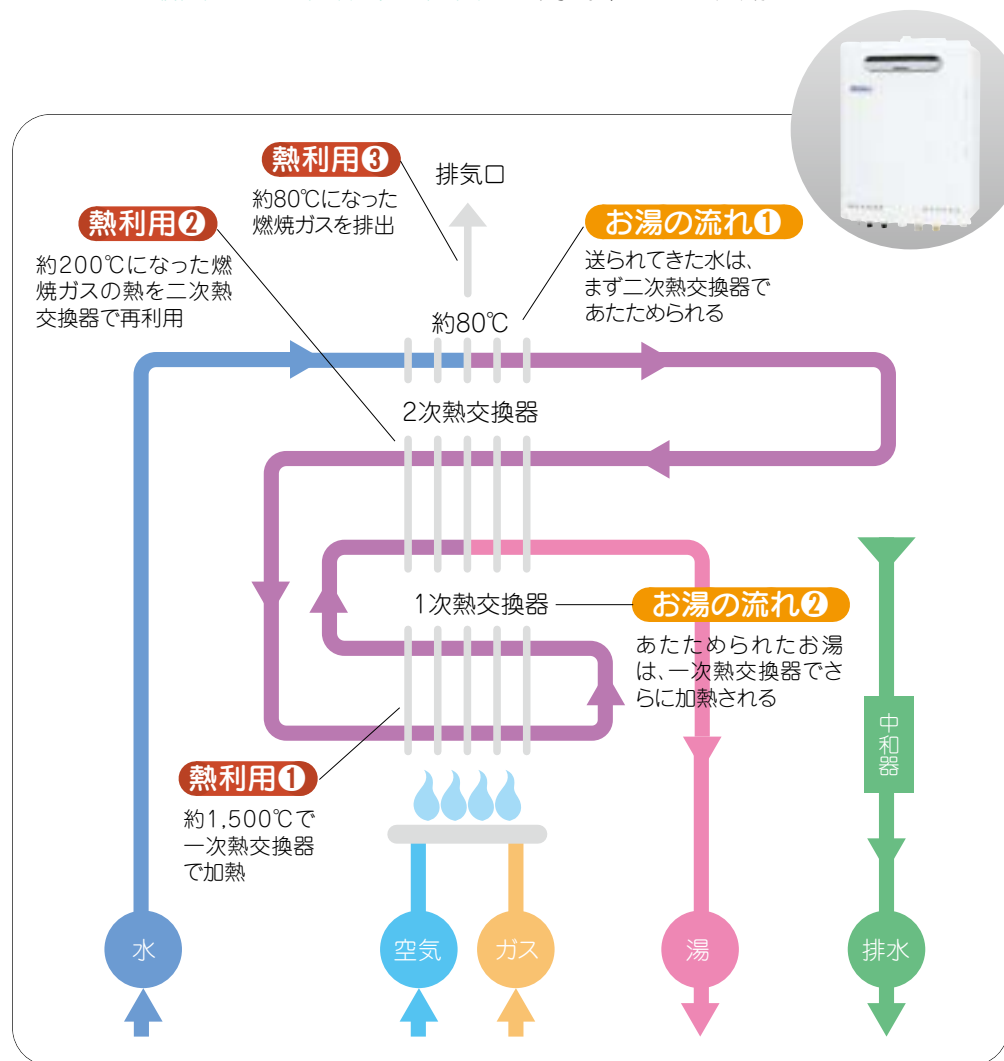 熱利用❸
約80℃になった
燃焼ガスを排出
排気口
熱利用❷
約200℃になった燃
焼ガスの熱を二次熱
交換器で再利用
お湯の流れ❶
送られてきた水は、
まず二次熱交換器で
あたためられる
約80℃
2次熱交換器
1次熱交換器
お湯の流れ❷
あたためられたお湯
は、一次熱交換器でさ
らに加熱される
中和器
熱利用❶
約1,500℃で
一次熱交換器
で加熱
水
空気
ガス
湯
排水